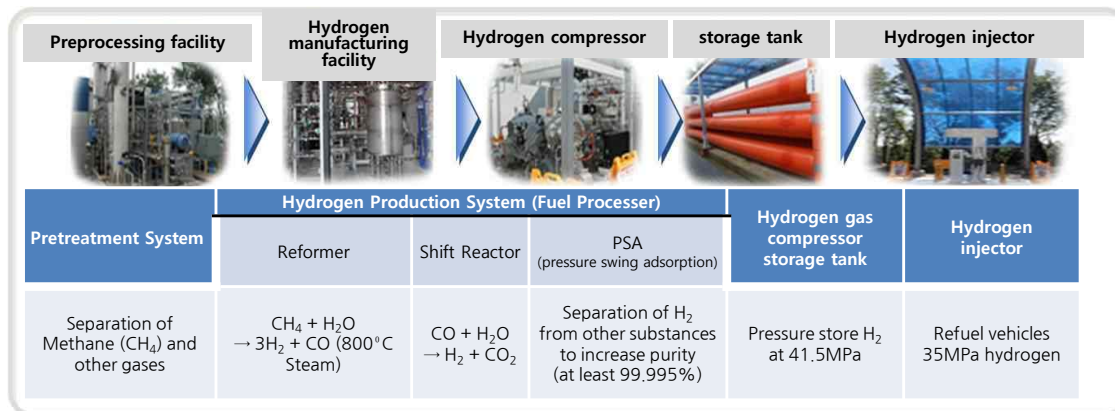 Preprocessing facility
Hydrogen
manufacturing
facility
Hydrogen compressor
storage tank
Hydrogen injector
Pretreatment System
Hydrogen Production System (Fuel Processer)
Reformer
Shift Reactor
PSA
(pressure swing adsorption)
Hydrogen gas
compressor
storage tank
Hydrogen
injector
Separation of
Methane (CH₄) and
other gases
CH₄ + H₂O
→ 3H₂ + CO (800°C
Steam)
CO + H₂O
→ H₂ + CO₂
Separation of H₂
from other substances
to increase purity
(at least 99.995%)
Pressure store H₂
at 41.5MPa
Refuel vehicles
35MPa hydrogen